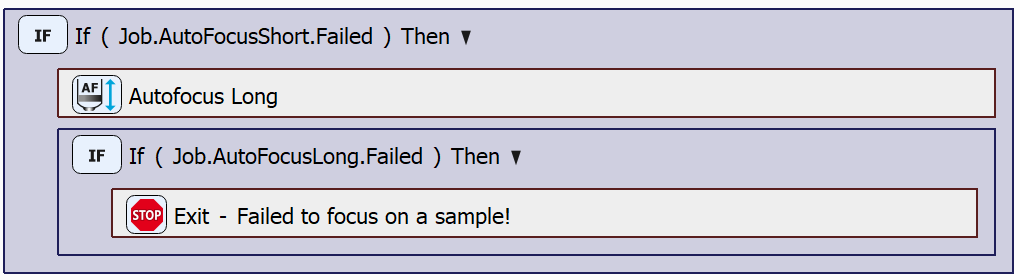 IF If ( Job.AutoFocusShort.Failed ) Then ▼
AF Autofocus Long
IF If ( Job.AutoFocusLong.Failed ) Then ▼
STOP Exit - Failed to focus on a sample!